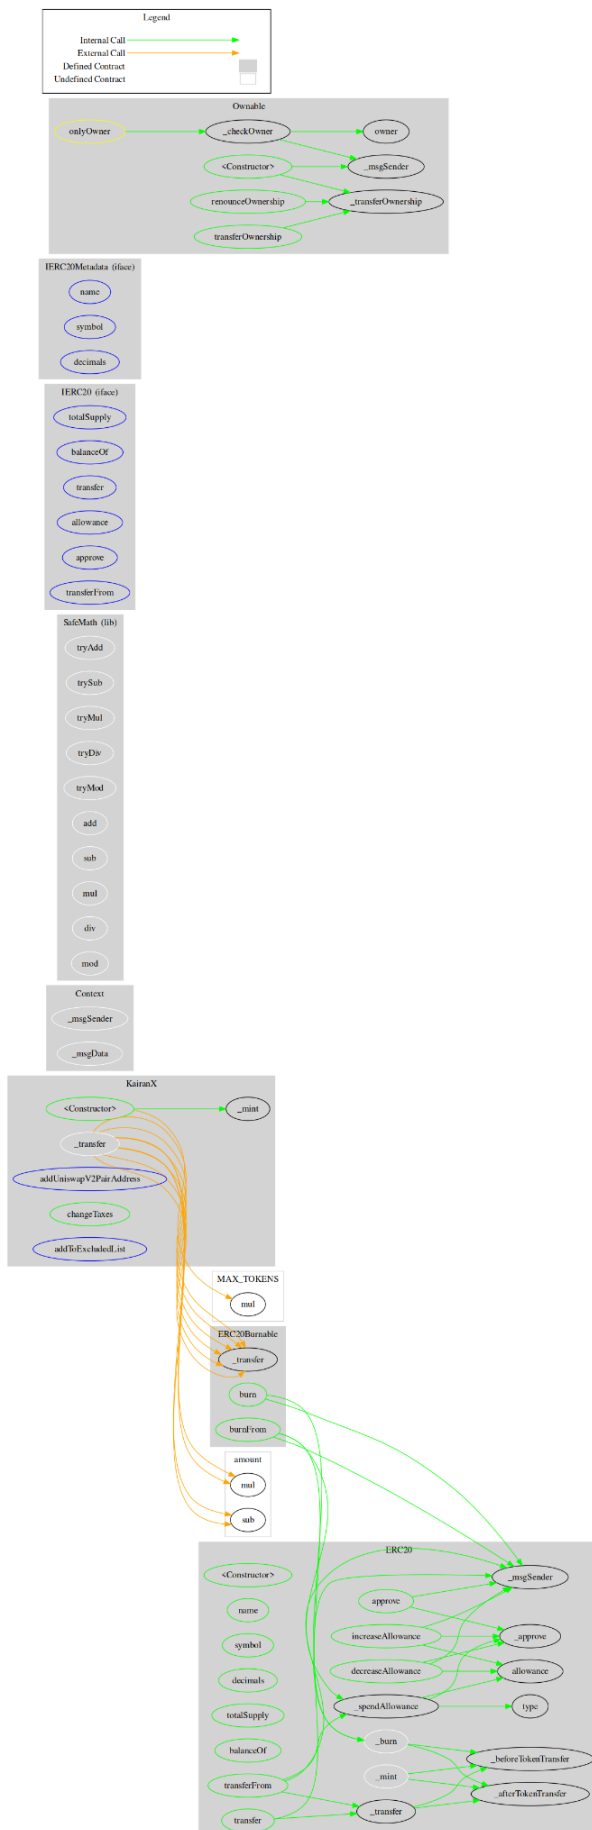 Legend
Internal Call
External Call
Defined Contract
Undefined Contract
Ownable
onlyOwner
_checkOwner
owner
<Constructor>
_msgSender
renounceOwnership
_transferOwnership
transferOwnership
IERC20Metadata (iface)
name
symbol
decimals
IERC20 (iface)
totalSupply
balanceOf
transfer
allowance
approve
transferFrom
SafeMath (lib)
tryAdd
trySub
tryMul
tryDiv
tryMod
add
sub
mul
div
mod
Context
_msgSender
_msgData
KairanX
<Constructor>
_mint
_transfer
addUniswapV2PairAddress
changeTaxes
addToExcludedList
MAX_TOKENS
mul
ERC20Burnable
_transfer
burn
burnFrom
amount
mul
sub
ERC20
<Constructor>
_msgSender
approve
name
increaseAllowance
_approve
symbol
decreaseAllowance
allowance
decimals
_spendAllowance
type
totalSupply
_burn
balanceOf
_beforeTokenTransfer
_mint
transferFrom
_afterTokenTransfer
_transfer
transfer